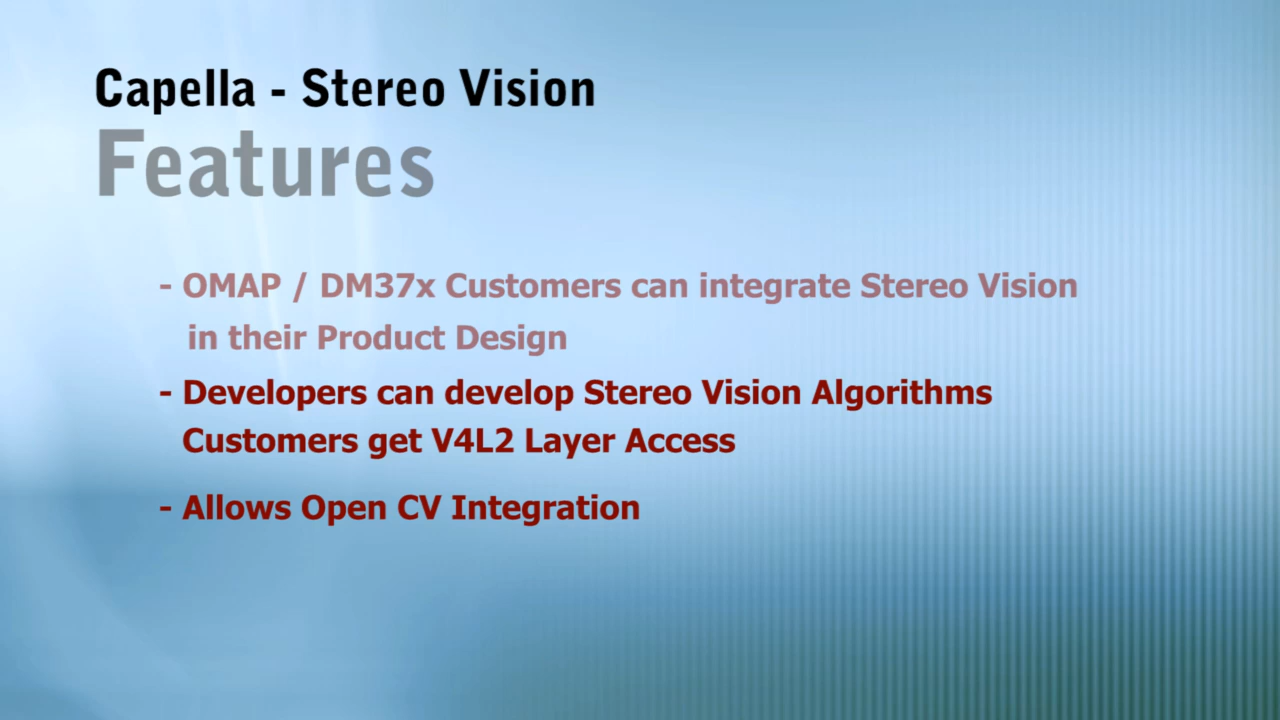 Capella - Stereo Vision
Features
- OMAP / DM37x Customers can integrate Stereo Vision
in their Product Design
- Developers can develop Stereo Vision Algorithms
Customers get V4L2 Layer Access
- Allows Open CV Integration